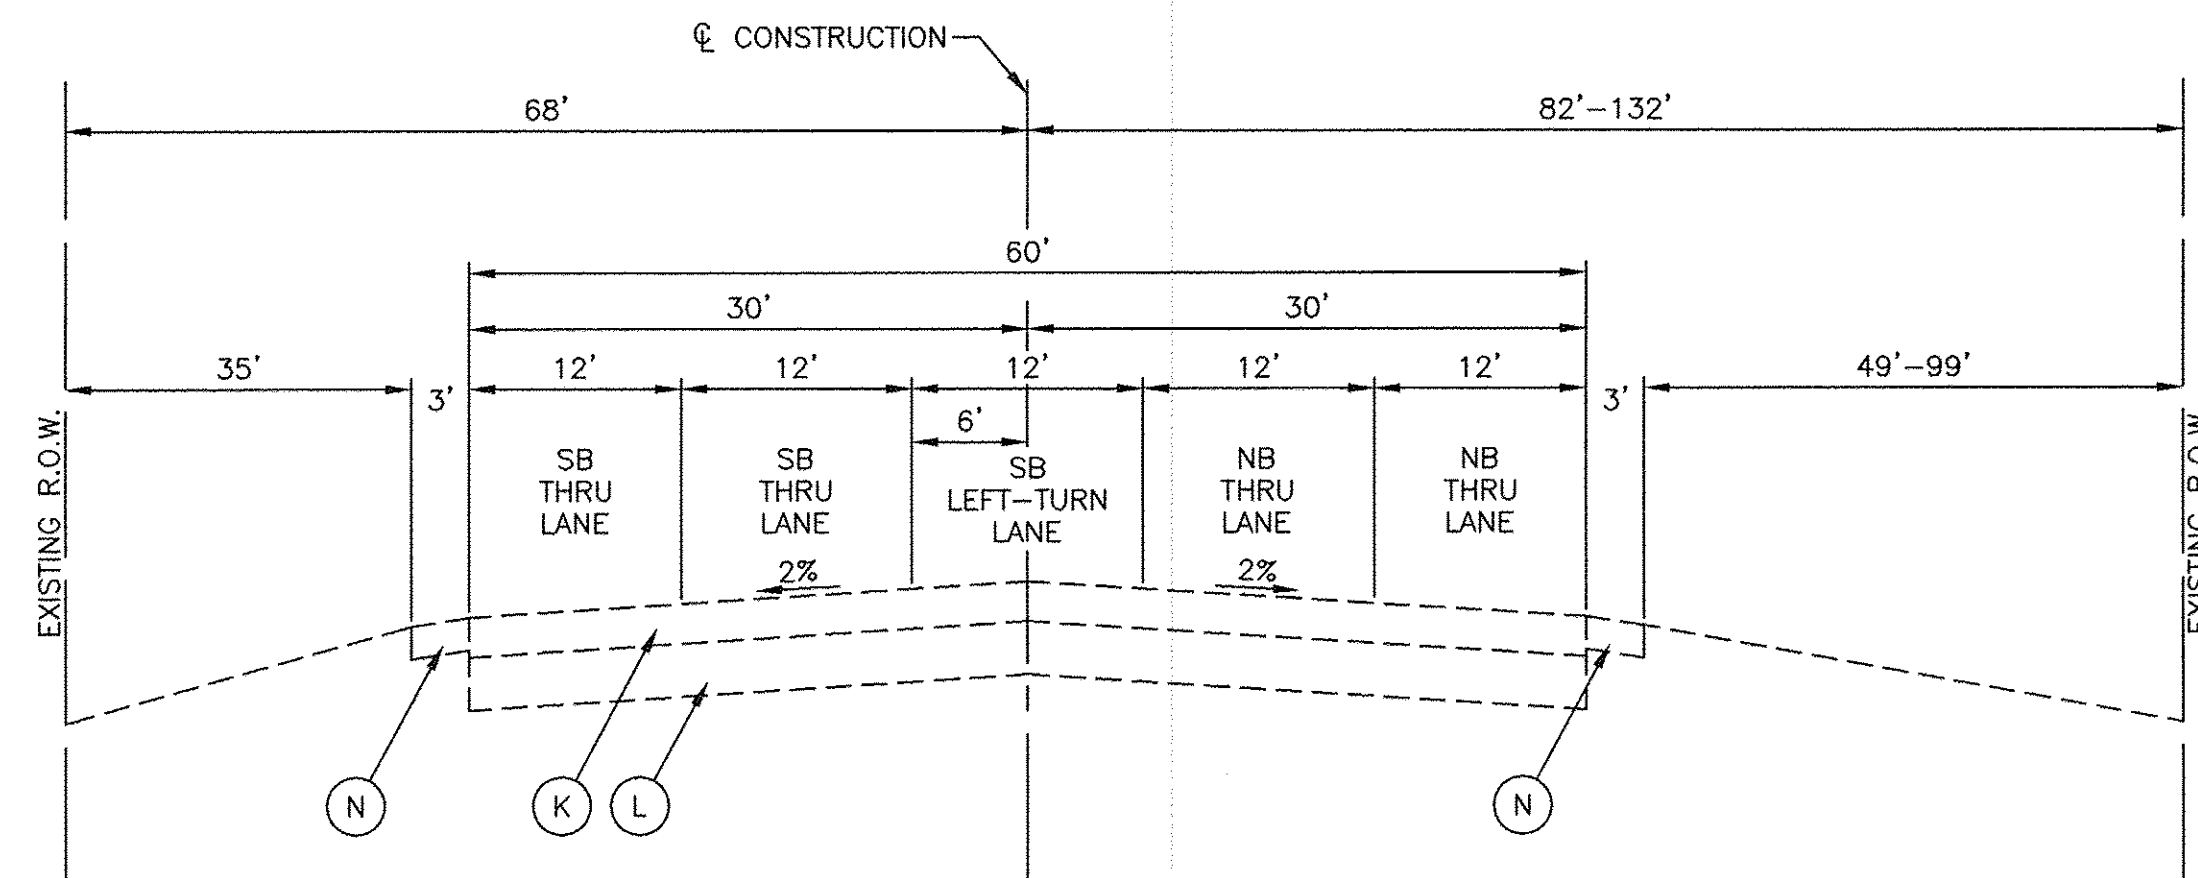 ℄ CONSTRUCTION
68'
82'-132'
60'
30'
30'
35'
3'
12'
12'
12'
12'
12'
3'
49'-99'
6'
EXISTING R.O.W.
SB
THRU
LANE
SB
THRU
LANE
SB
LEFT-TURN
LANE
NB
THRU
LANE
NB
THRU
LANE
EXISTING R.O.W.
2%
2%
N
K
L
N